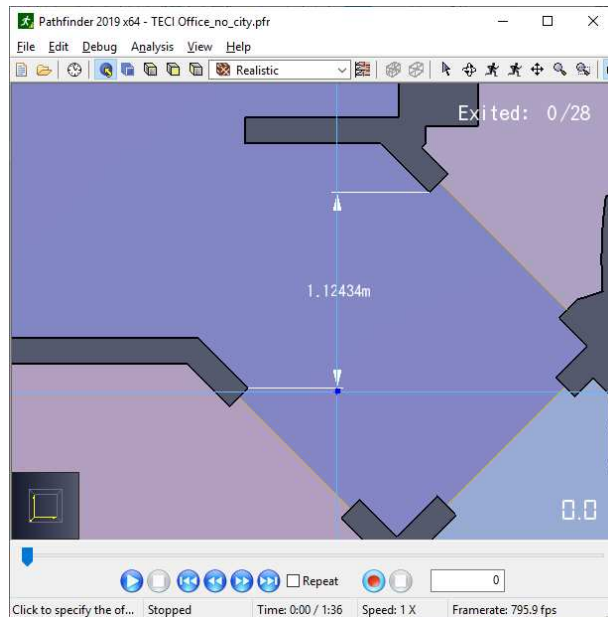 Pathfinder 2019 x64 - TECI Office_no_city.pfr
File Edit Debug Analysis View Help
Realistic
Exited: 0/28
1.12434m
0.0
Repeat
0
Click to specify the of... Stopped Time: 0:00 / 1:36 Speed: 1 X Framerate: 795.9 fps